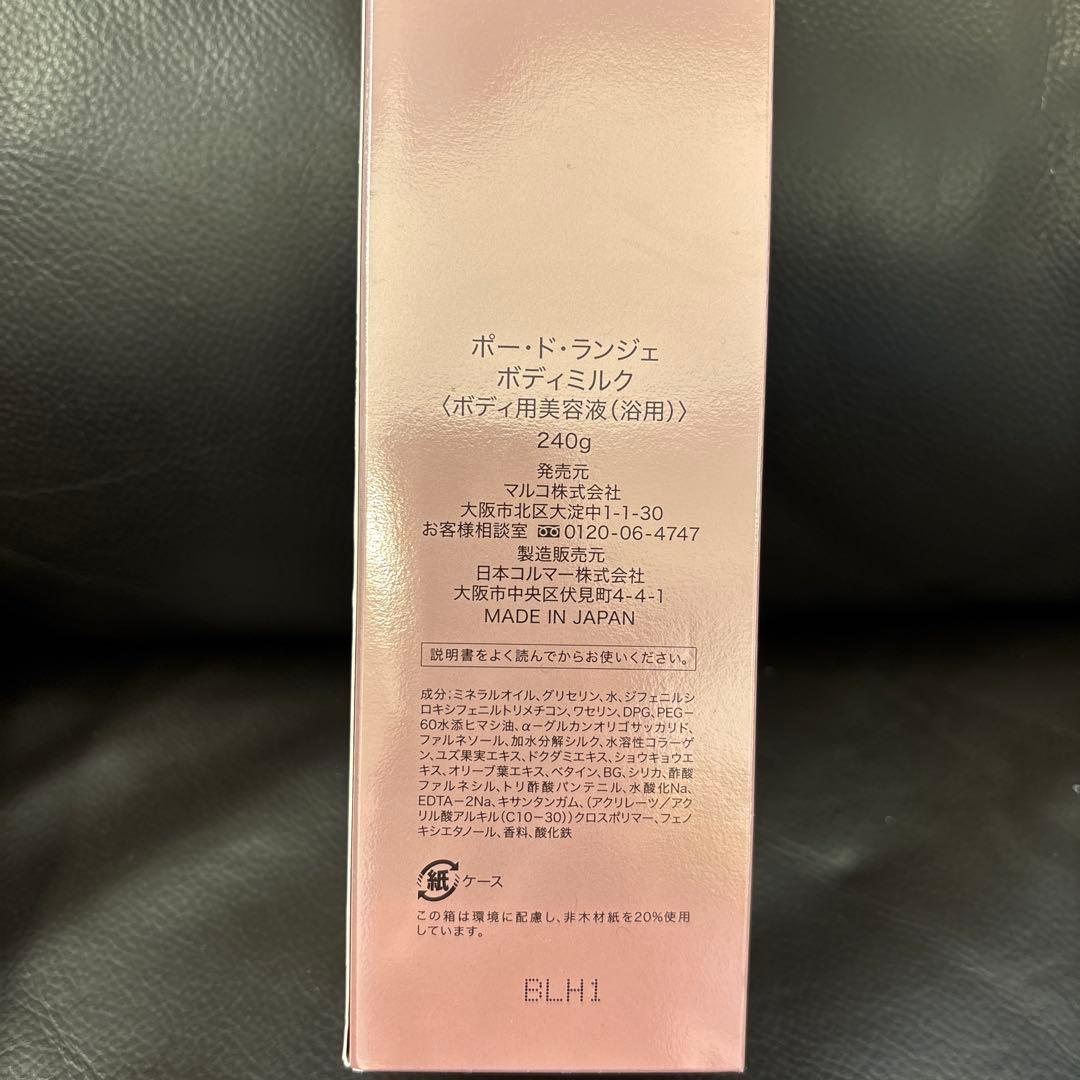 ポー・ド・ランジェ
ボディミルク
〈ボディ用美容液(浴用)〉
240g
発売元
マルコ株式会社
大阪市北区大淀中1-1-30
お客様相談室 0120-06-4747
製造販売元
日本コルマー株式会社
大阪市中央区伏見町4-4-1
MADE IN JAPAN
説明書をよく読んでからお使いください。
成分;ミネラルオイル、グリセリン、水、ジフェニルシ
ロキシフェニルトリメチコン、ワセリン、DPG、PEG-
60水添ヒマシ油、α-グルカンオリゴサッカリド、
ファルネソール、加水分解シルク、水溶性コラーゲ
ン、ユズ果実エキス、ドクダミエキス、ショウキョウエ
キス、オリーブ葉エキス、ベタイン、BG、シリカ、酢酸
ファルネシル、トリ酢酸パンテニル、水酸化Na、
EDTA-2Na、キサンタンガム、(アクリレーツ/アク
リル酸アルキル(C10-30))クロスポリマー、フェノ
キシエタノール、香料、酸化鉄
紙 ケース
この箱は環境に配慮し、非木材紙を20%使用
しています。
BLH1